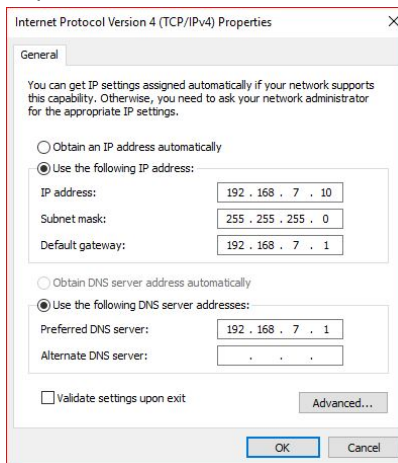 Internet Protocol Version 4 (TCP/IPv4) Properties
General
You can get IP settings assigned automatically if your network supports
this capability. Otherwise, you need to ask your network administrator
for the appropriate IP settings.
Obtain an IP address automatically
Use the following IP address:
IP address: 192 . 168 . 7 . 10
Subnet mask: 255 . 255 . 255 . 0
Default gateway: 192 . 168 . 7 . 1
Obtain DNS server address automatically
Use the following DNS server addresses:
Preferred DNS server: 192 . 168 . 7 . 1
Alternate DNS server: . . .
Validate settings upon exit
Advanced...
OK Cancel